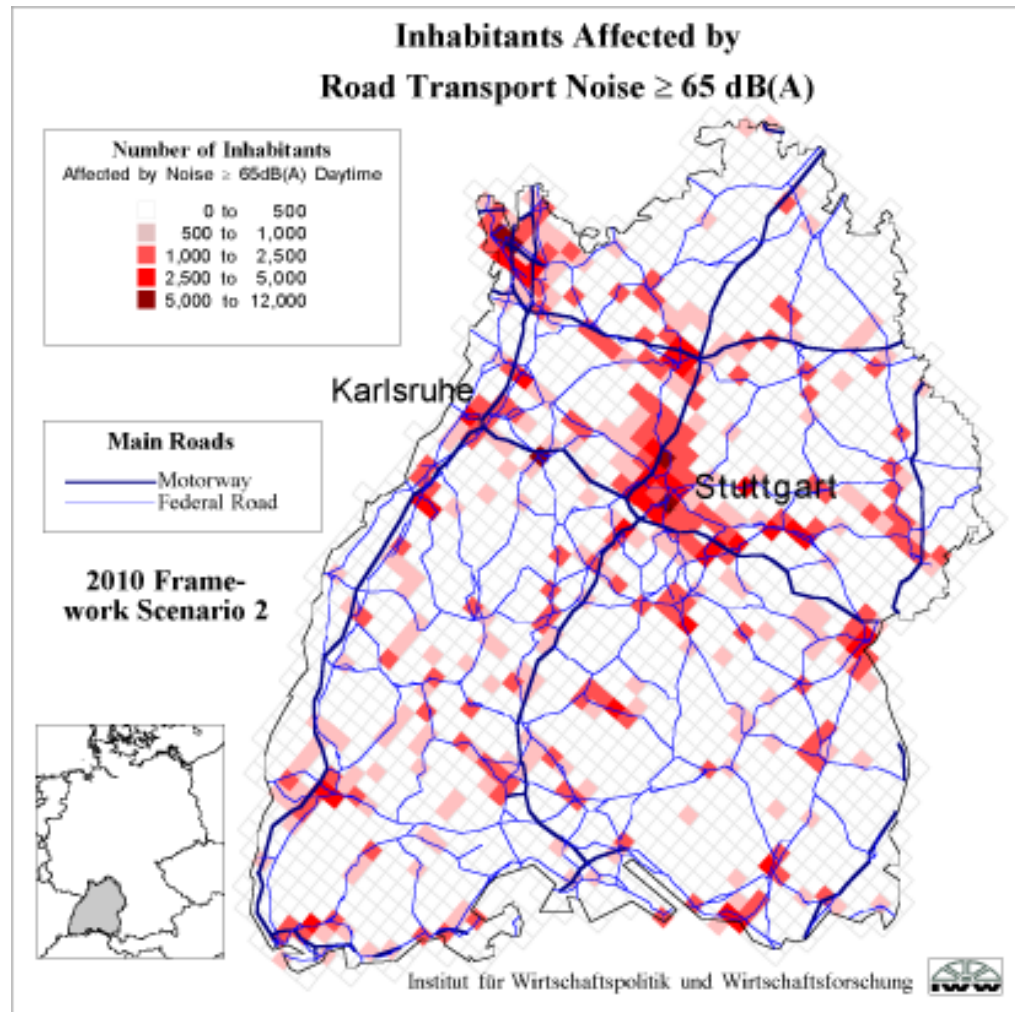 Inhabitants Affected by
Road Transport Noise ≥ 65 dB(A)
Number of Inhabitants
Affected by Noise ≥ 65dB(A) Daytime
0 to 500
500 to 1,000
1,000 to 2,500
2,500 to 5,000
5,000 to 12,000
Karlsruhe
Main Roads
Motorway
Federal Road
Stuttgart
2010 Frame-
work Scenario 2
Institut für Wirtschaftspolitik und Wirtschaftsforschung
IWW